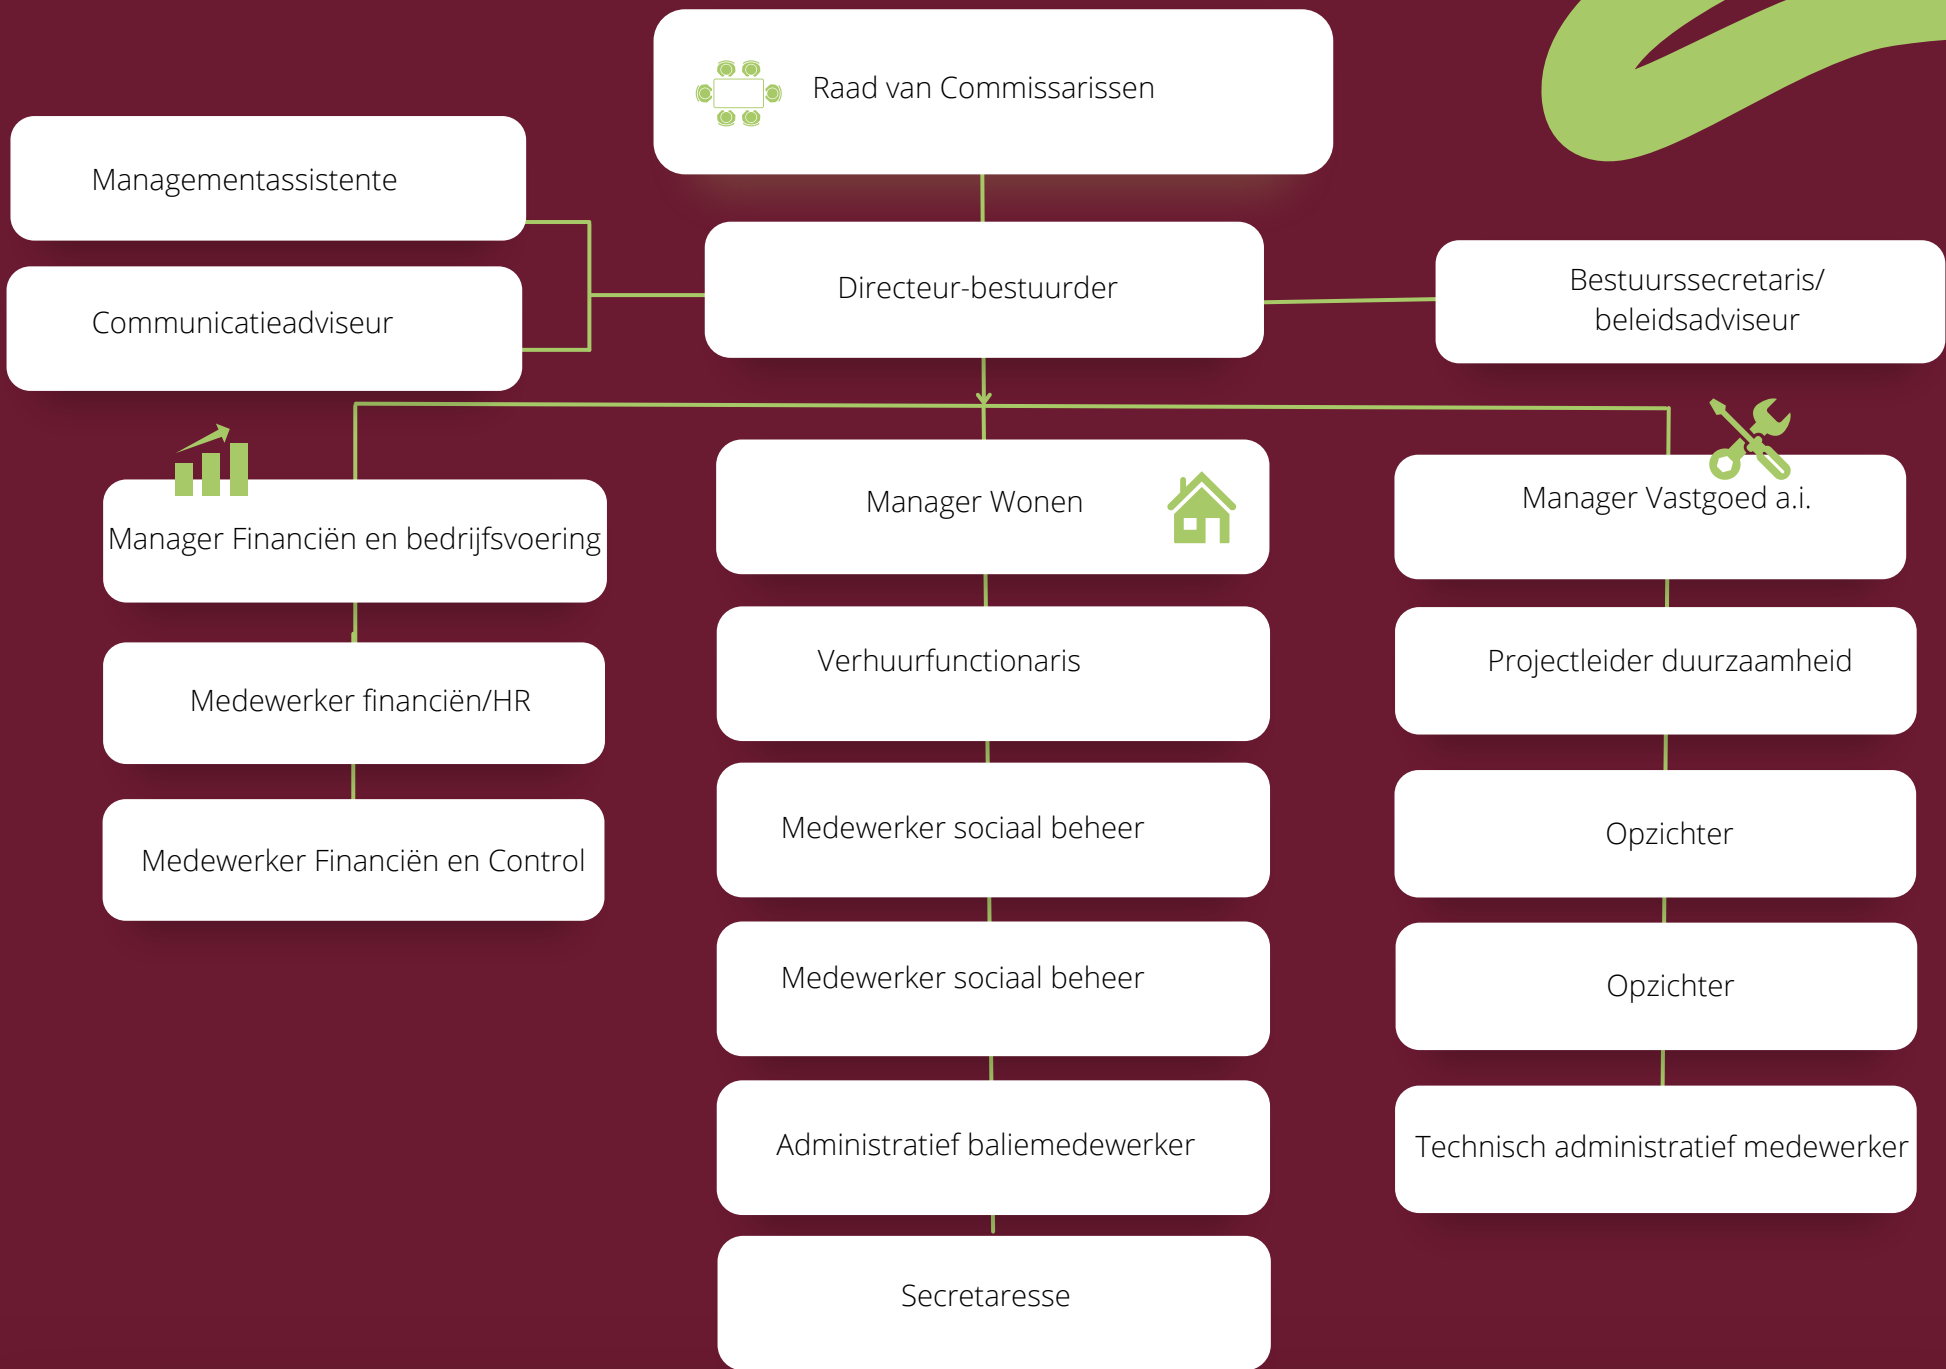 Raad van Commissarissen
Managementassistente
Communicatieadviseur
Directeur-bestuurder
Bestuurssecretaris/
beleidsadviseur
Manager Financiën en bedrijfsvoering
Medewerker financiën/HR
Medewerker Financiën en Control
Manager Wonen
Verhuurfunctionaris
Medewerker sociaal beheer
Medewerker sociaal beheer
Administratief baliemedewerker
Secretaresse
Manager Vastgoed a.i.
Projectleider duurzaamheid
Opzichter
Opzichter
Technisch administratief medewerker